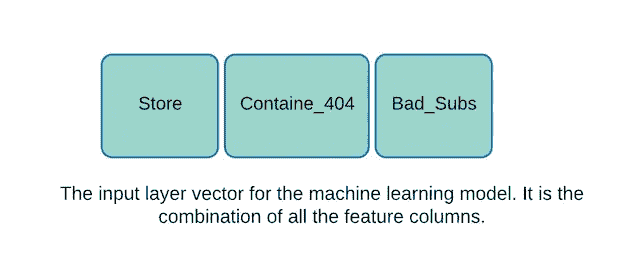 Store Containe_404 Bad_Subs
The input layer vector for the machine learning model. It is the
combination of all the feature columns.